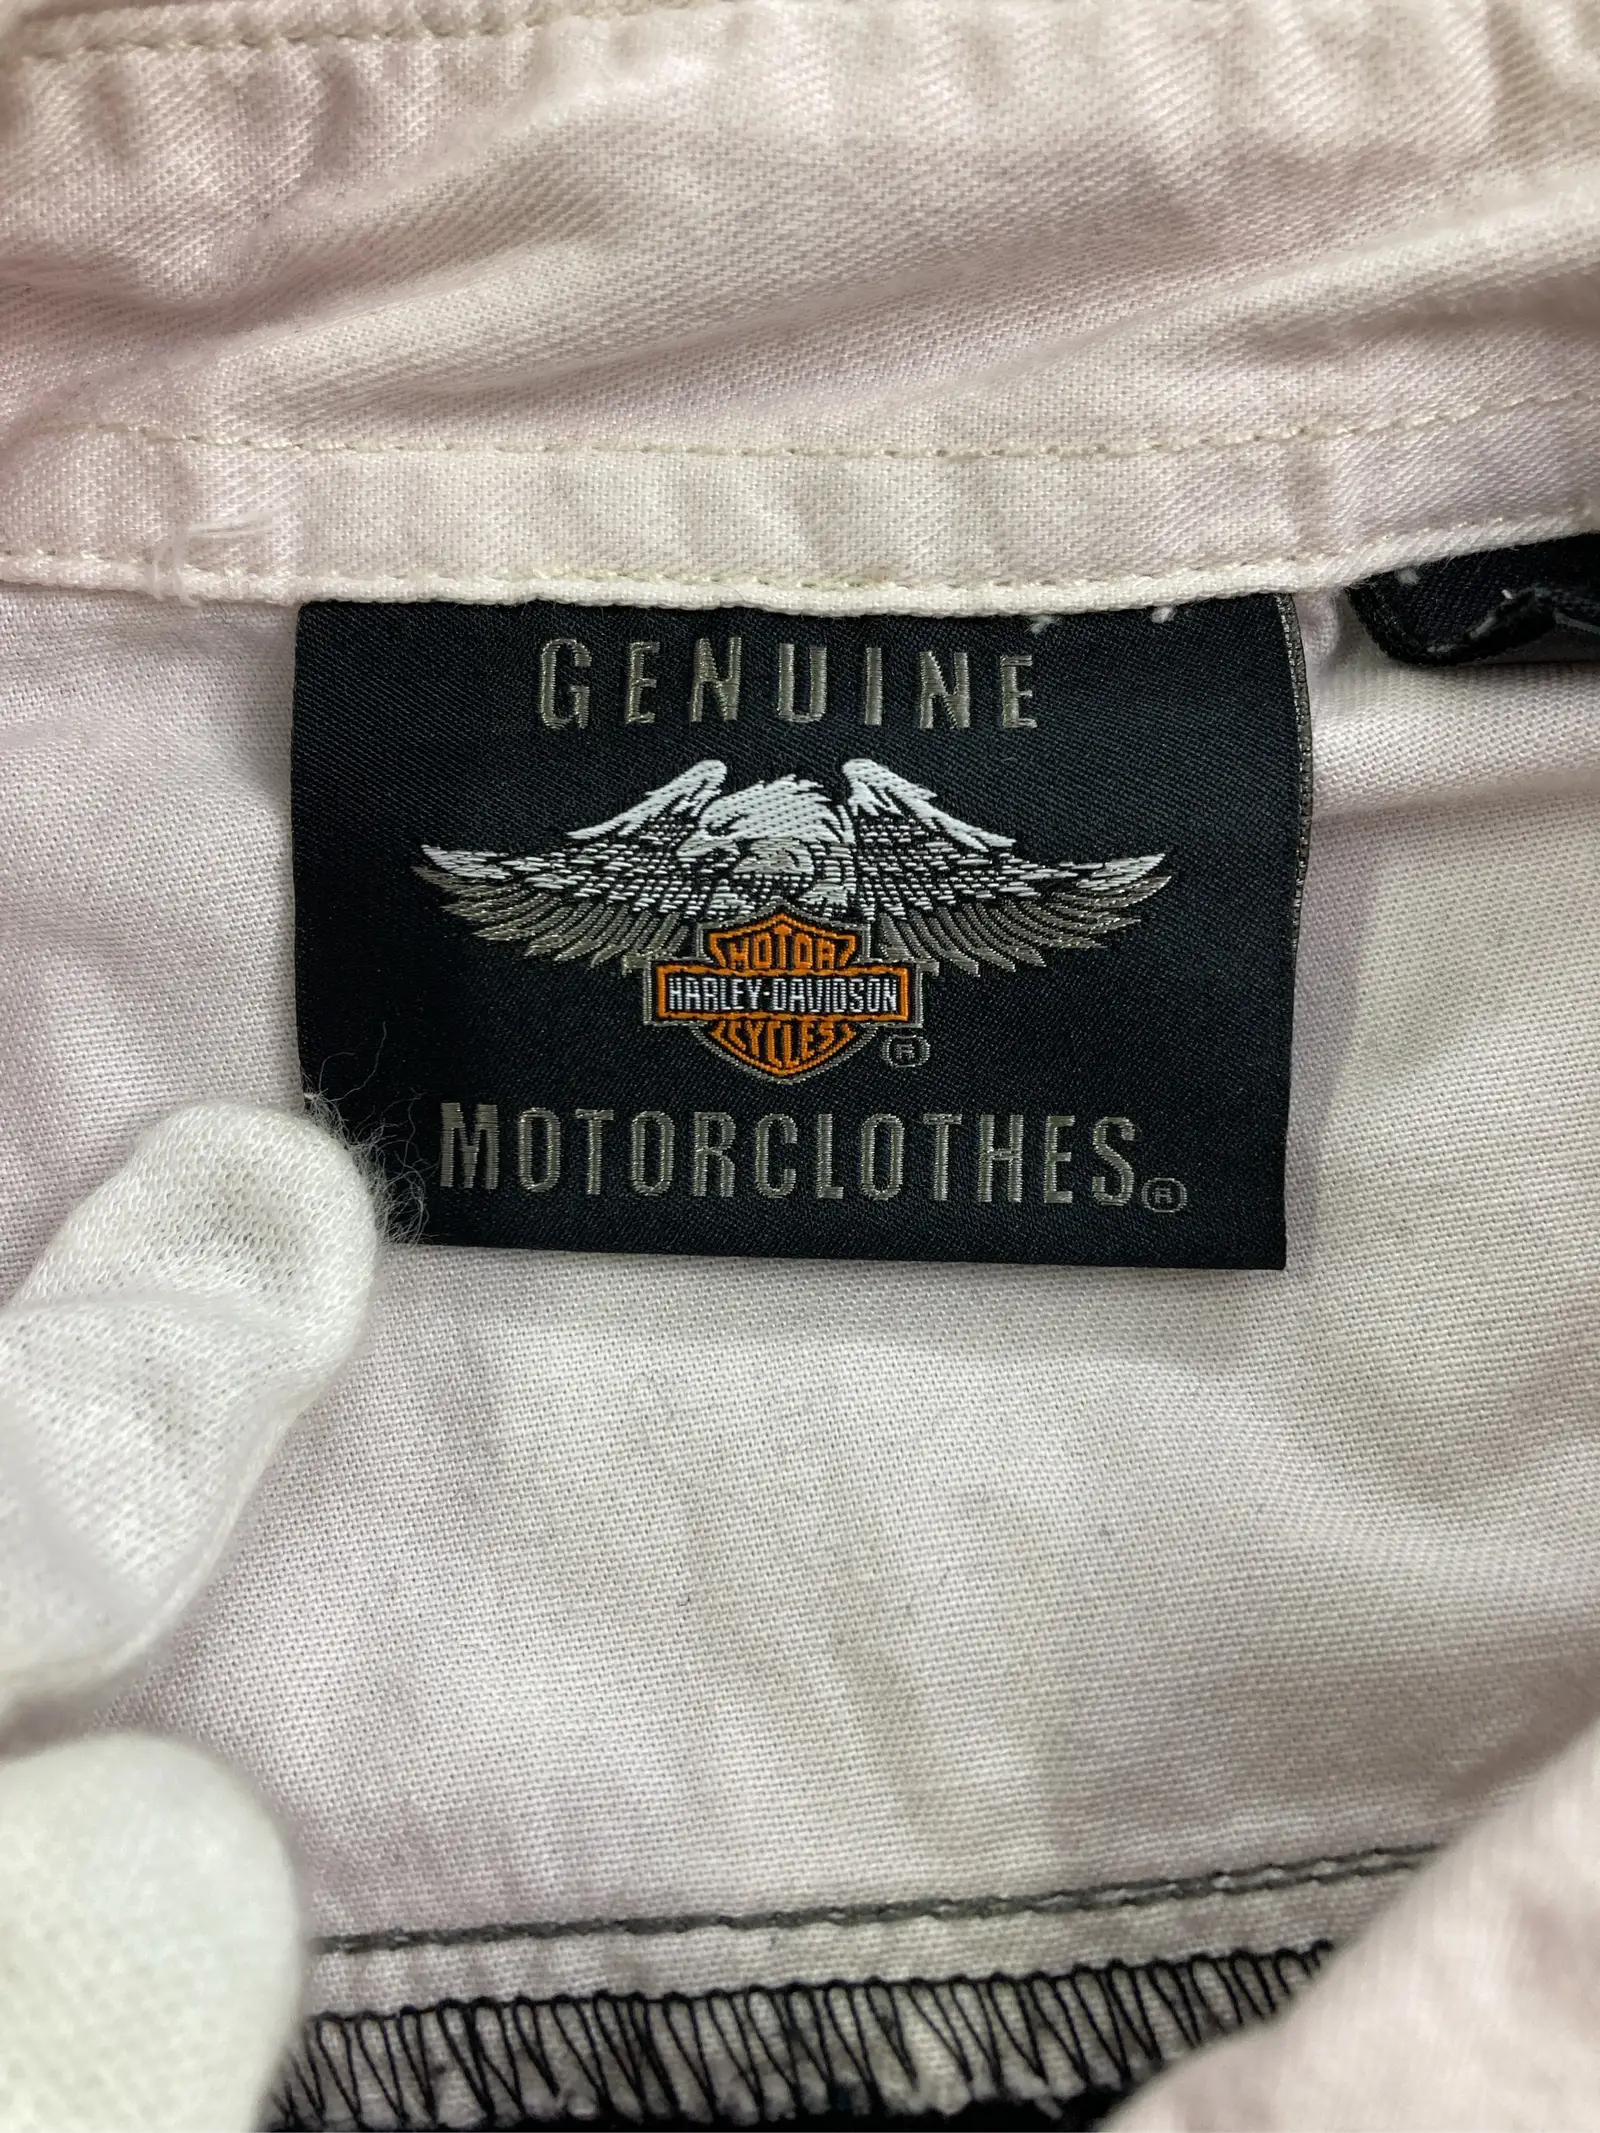 GENUINE
MOTOR
HARLEY-DAVIDSON
CYCLES
®
MOTORCLOTHES®